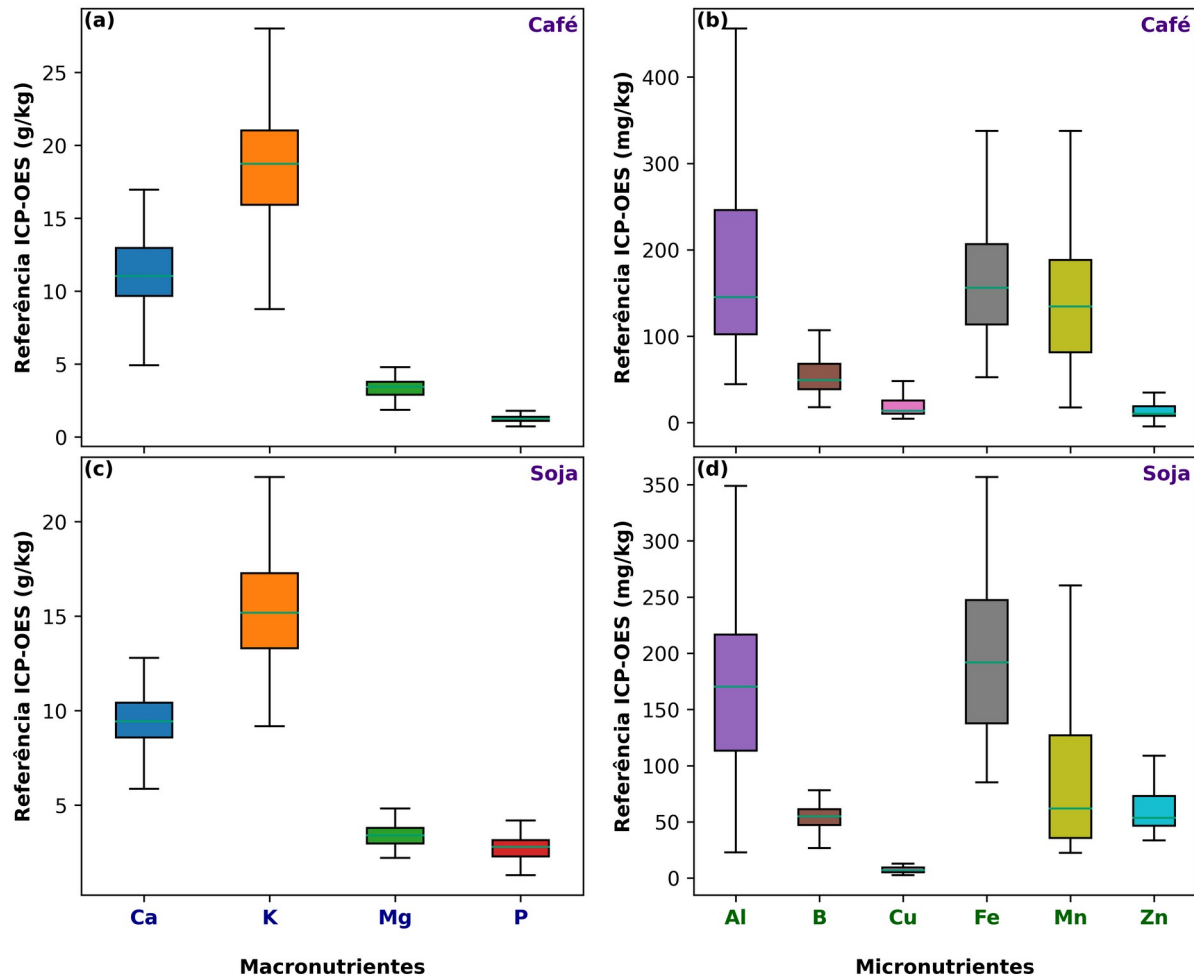 (a)
Café
Referência ICP-OES (g/kg)
25
20
15
10
5
0
(b)
Café
Referência ICP-OES (mg/kg)
400
300
200
100
0
(c)
Soja
Referência ICP-OES (g/kg)
20
15
10
5
Ca K Mg P
Macronutrientes
(d)
Soja
Referência ICP-OES (mg/kg)
350
300
250
200
150
100
50
0
Al B Cu Fe Mn Zn
Micronutrientes